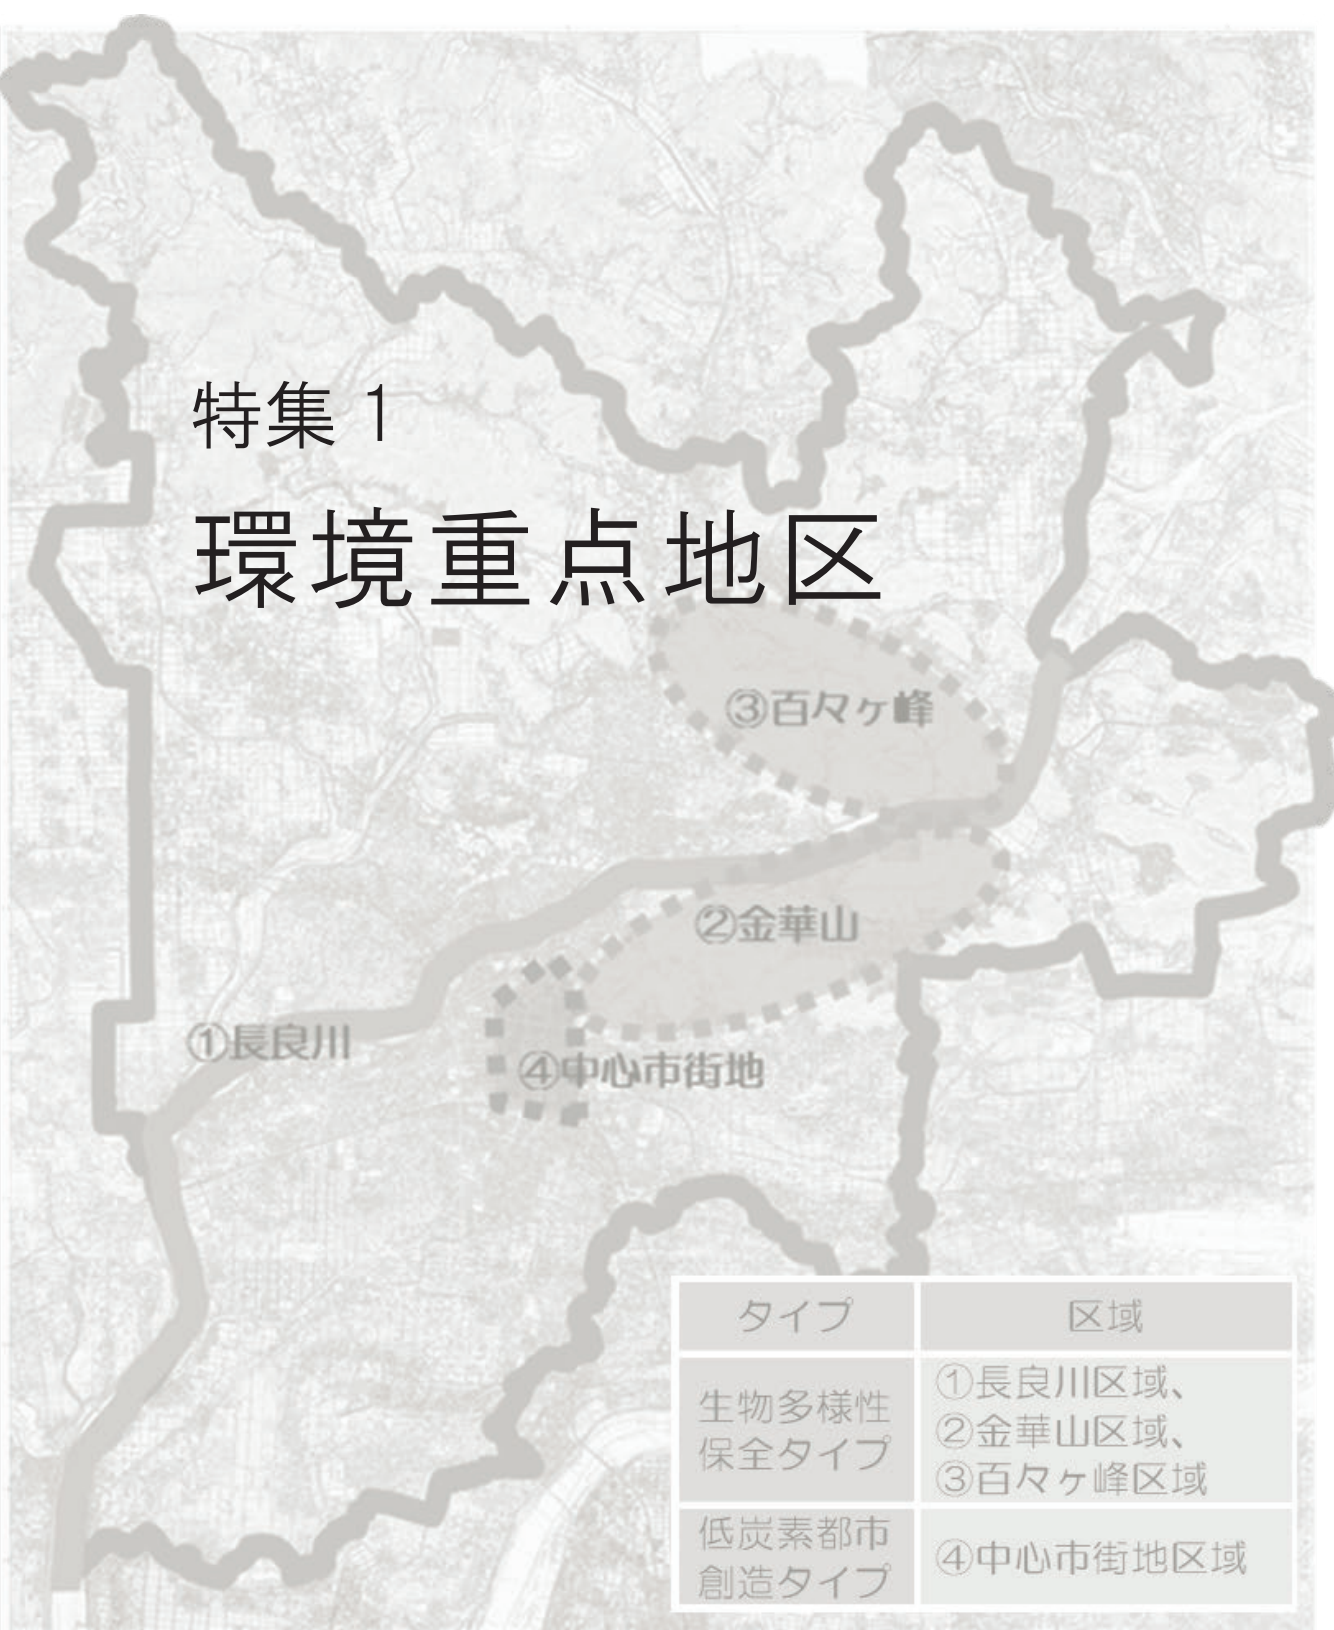 特集 1
環境重点地区
③百々ヶ峰
②金華山
①長良川
④中心市街地
タイプ
区域
生物多様性
保全タイプ
①長良川区域、
②金華山区域、
③百々ヶ峰区域
低炭素都市
創造タイプ
④中心市街地区域